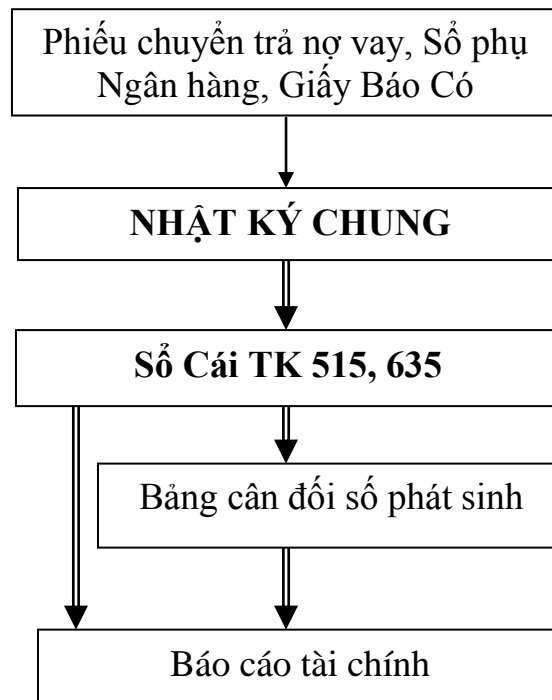 Phiếu chuyển trả nợ vay, Sổ phụ
Ngân hàng, Giấy Báo Có
NHẬT KÝ CHUNG
Sổ Cái TK 515, 635
Bảng cân đối số phát sinh
Báo cáo tài chính